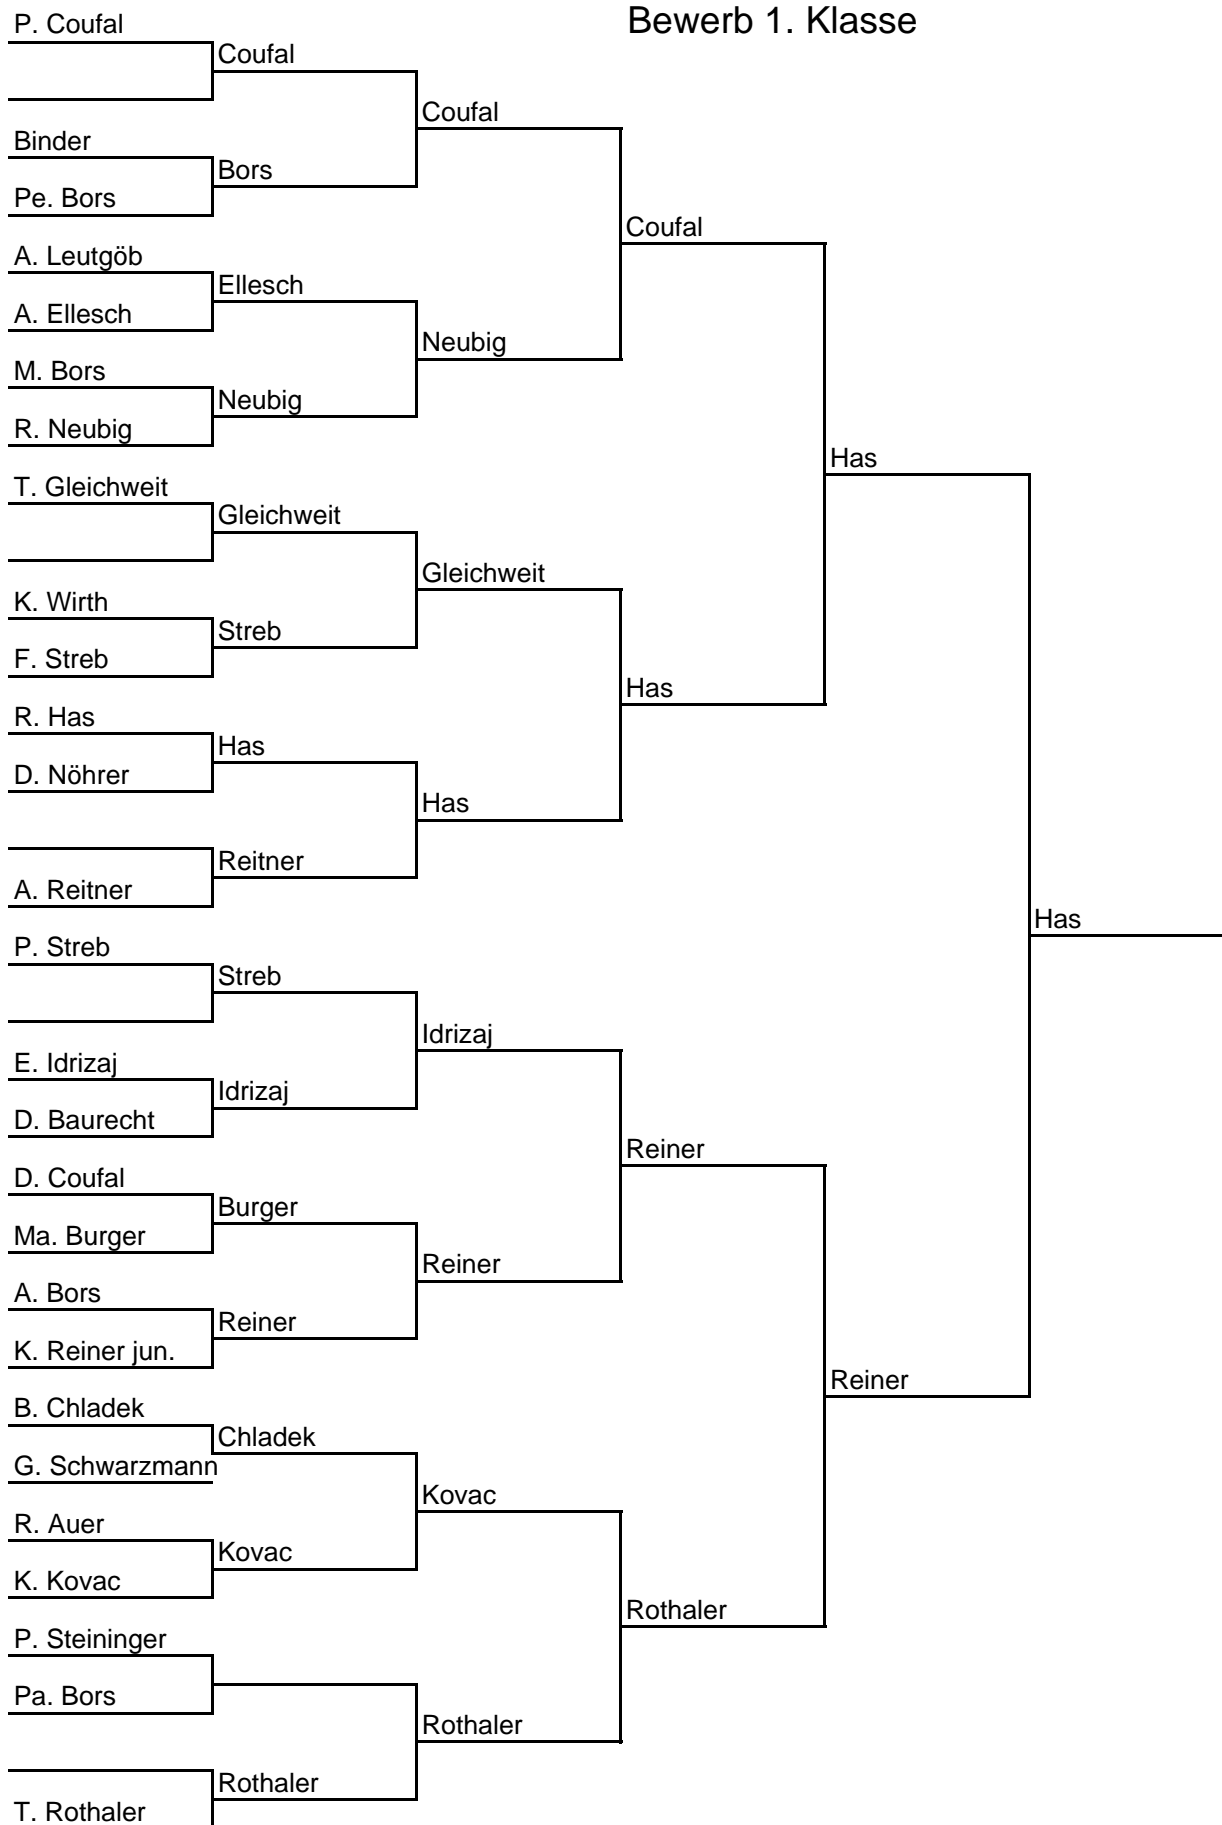 Bewerb 1. Klasse
P. Coufal
Binder
Pe. Bors
A. Leutgöb
A. Ellesch
M. Bors
R. Neubig
T. Gleichweit
K. Wirth
F. Streb
R. Has
D. Nöhrer
A. Reitner
P. Streb
E. Idrizaj
D. Baurecht
D. Coufal
Ma. Burger
A. Bors
K. Reiner jun.
B. Chladek
G. Schwarzmann
R. Auer
K. Kovac
P. Steininger
Pa. Bors
T. Rothaler
Coufal
Bors
Ellesch
Neubig
Gleichweit
Streb
Has
Reitner
Streb
Idrizaj
Burger
Reiner
Chladek
Kovac
Rothaler
Coufal
Neubig
Gleichweit
Has
Idrizaj
Reiner
Kovac
Rothaler
Coufal
Has
Reiner
Rothaler
Has
Reiner
Has